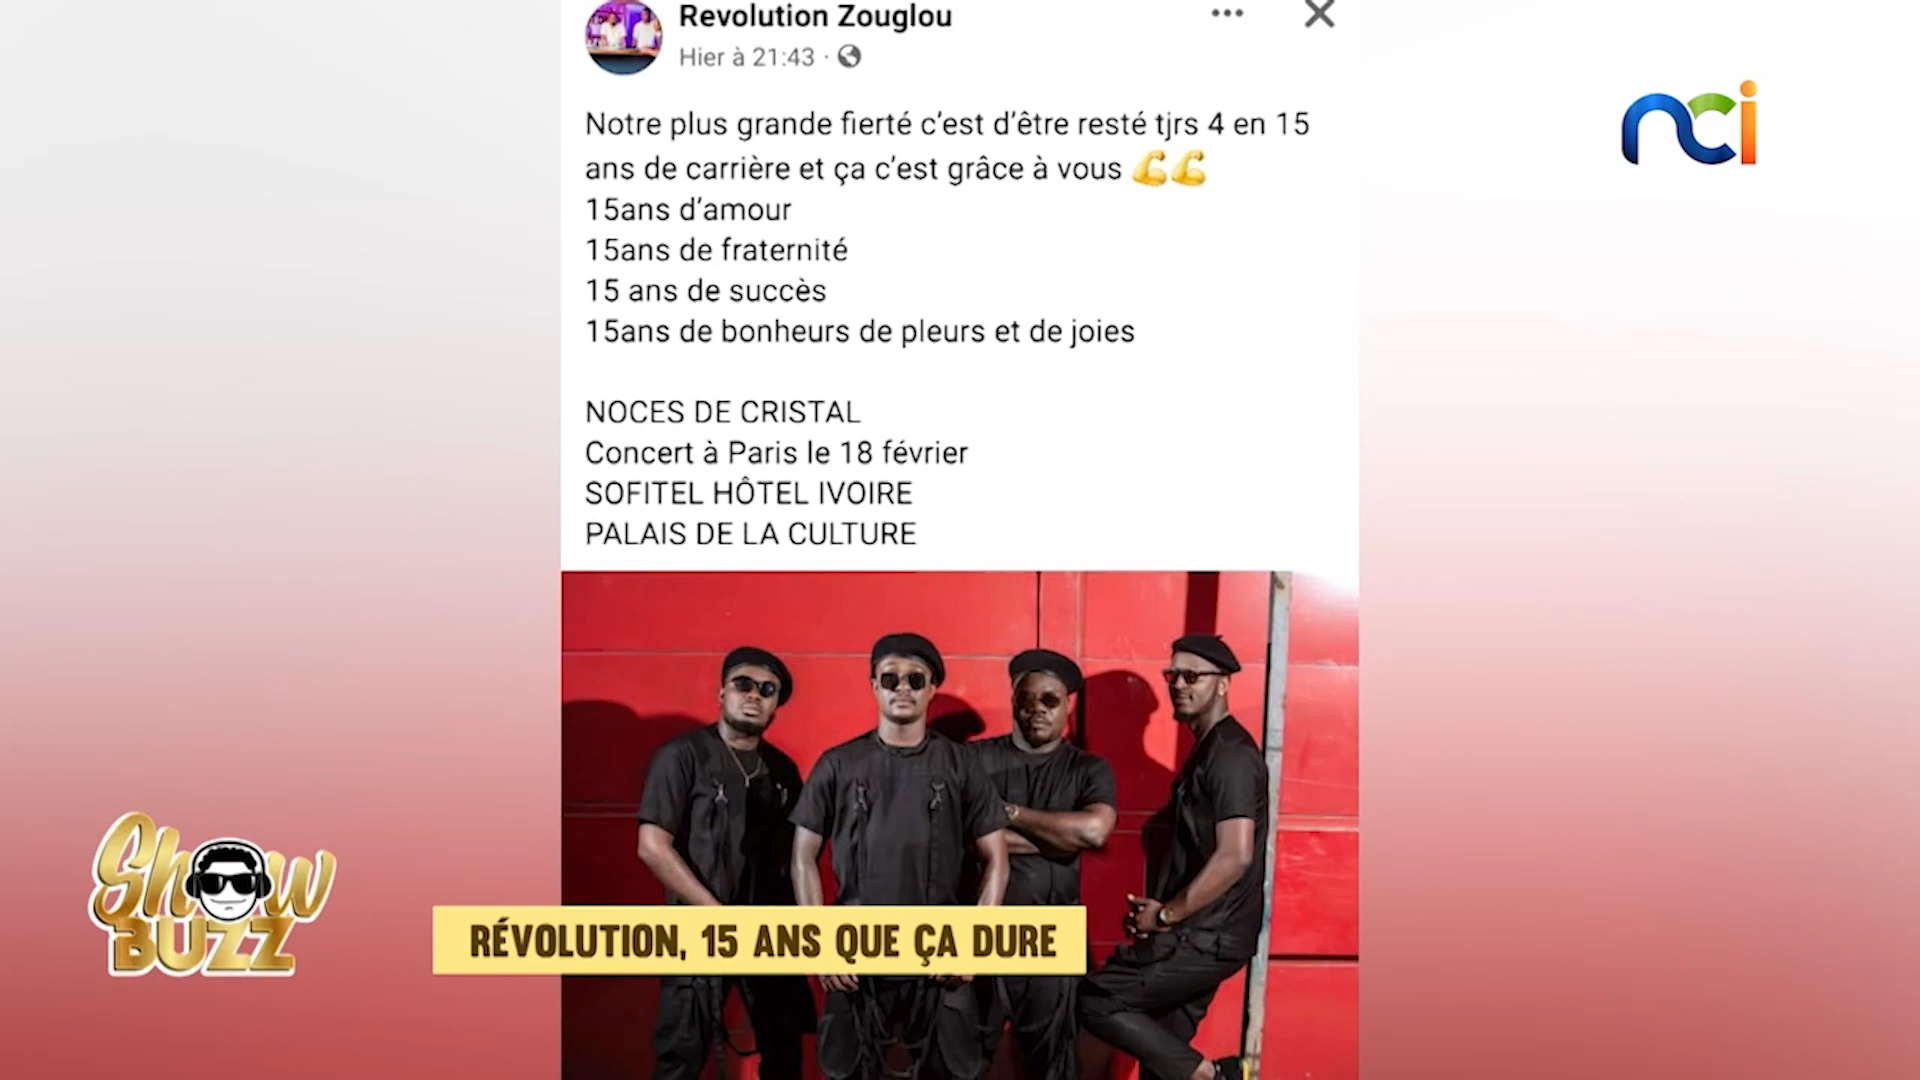 Revolution Zouglou
Hier à 21:43 ·
nci
Notre plus grande fierté c'est d'être resté tjrs 4 en 15
ans de carrière et ça c'est grâce à vous 💪💪
15ans d'amour
15ans de fraternité
15 ans de succès
15ans de bonheurs de pleurs et de joies
NOCES DE CRISTAL
Concert à Paris le 18 février
SOFITEL HÔTEL IVOIRE
PALAIS DE LA CULTURE
Show
BUZZ
RÉVOLUTION, 15 ANS QUE ÇA DURE